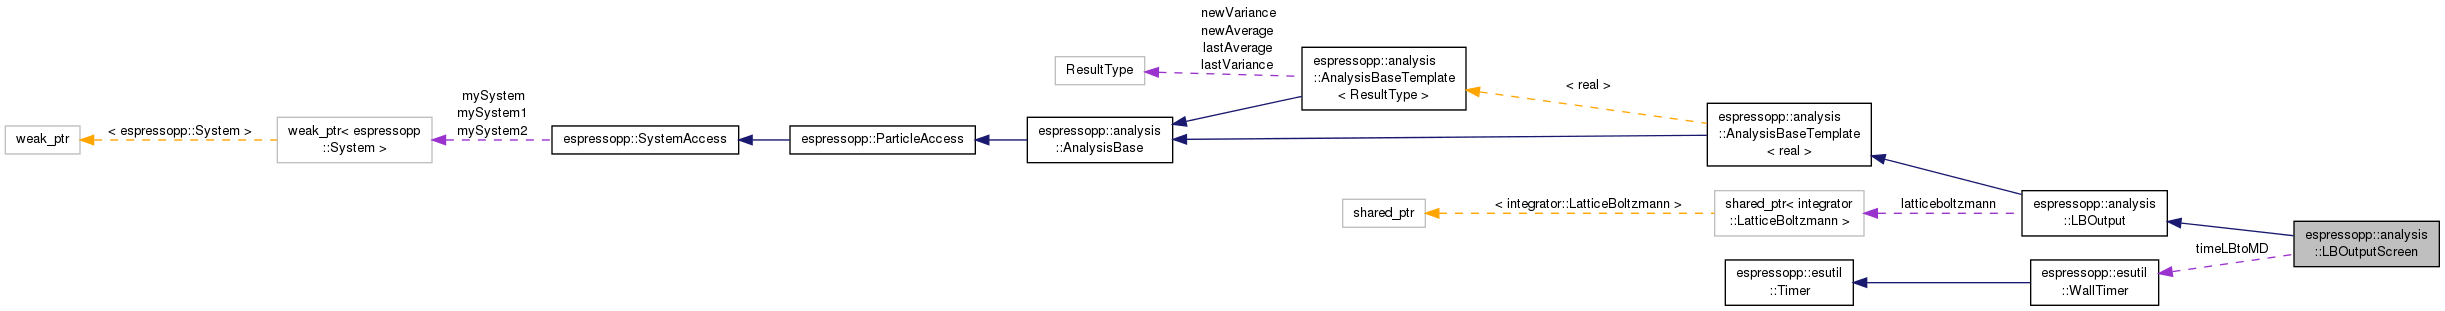 newVariance
newAverage
lastAverage
lastVariance
ResultType
espressopp::analysis
::AnalysisBaseTemplate
< ResultType >
< real >
mySystem
mySystem1
mySystem2
weak_ptr
< espressopp::System >
weak_ptr< espressopp
::System >
espressopp::SystemAccess
espressopp::ParticleAccess
espressopp::analysis
::AnalysisBase
espressopp::analysis
::AnalysisBaseTemplate
< real >
shared_ptr
< integrator::LatticeBoltzmann >
shared_ptr< integrator
::LatticeBoltzmann >
latticeboltzmann
espressopp::analysis
::LBOutput
espressopp::analysis
::LBOutputScreen
timeLBtoMD
espressopp::esutil
::Timer
espressopp::esutil
::WallTimer